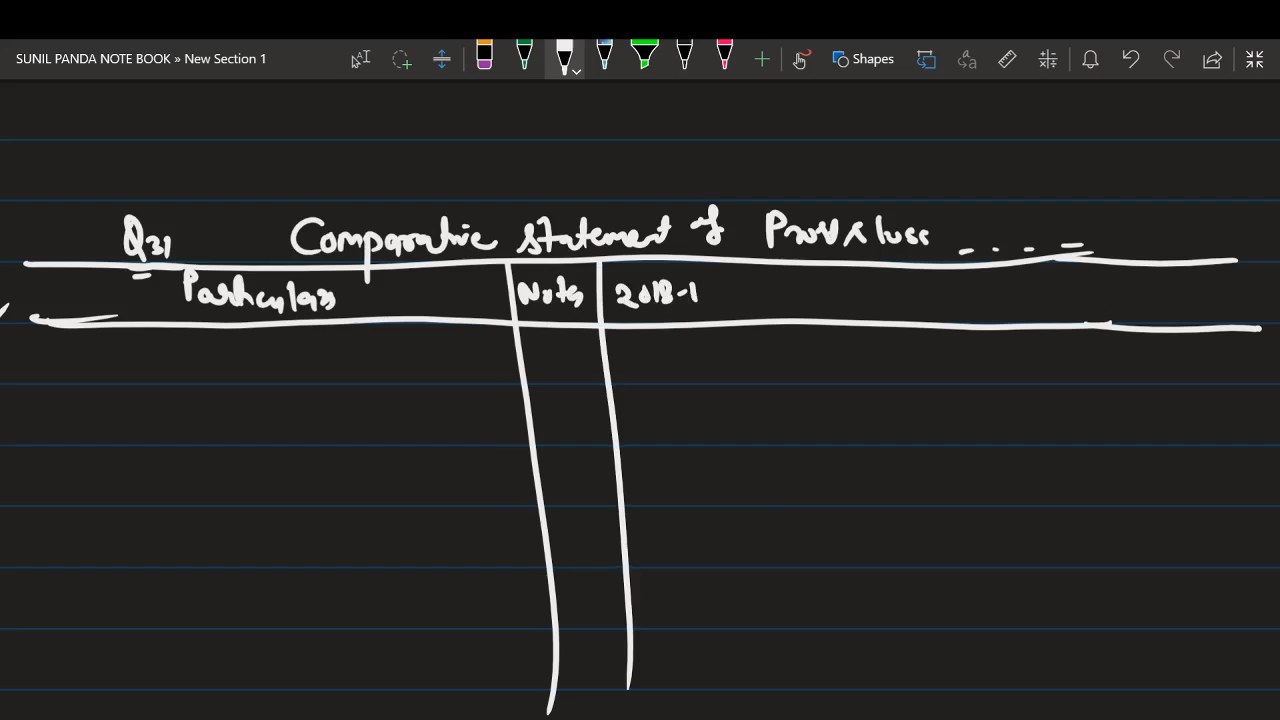 SUNIL PANDA NOTE BOOK » New Section 1 Shapes
Q31 Comparative statement of Profit & loss ....=
Particulars Notes 2018-1